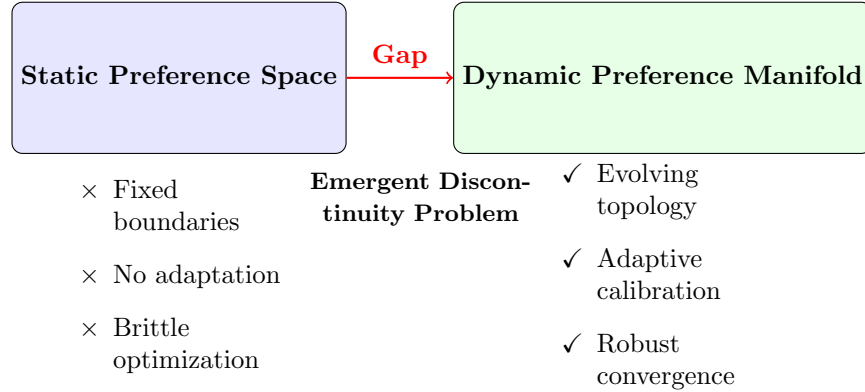 Static Preference Space
Gap
Dynamic Preference Manifold
Emergent Discon-
tinuity Problem
× Fixed
boundaries
× No adaptation
× Brittle
optimization
✓ Evolving
topology
✓ Adaptive
calibration
✓ Robust
convergence